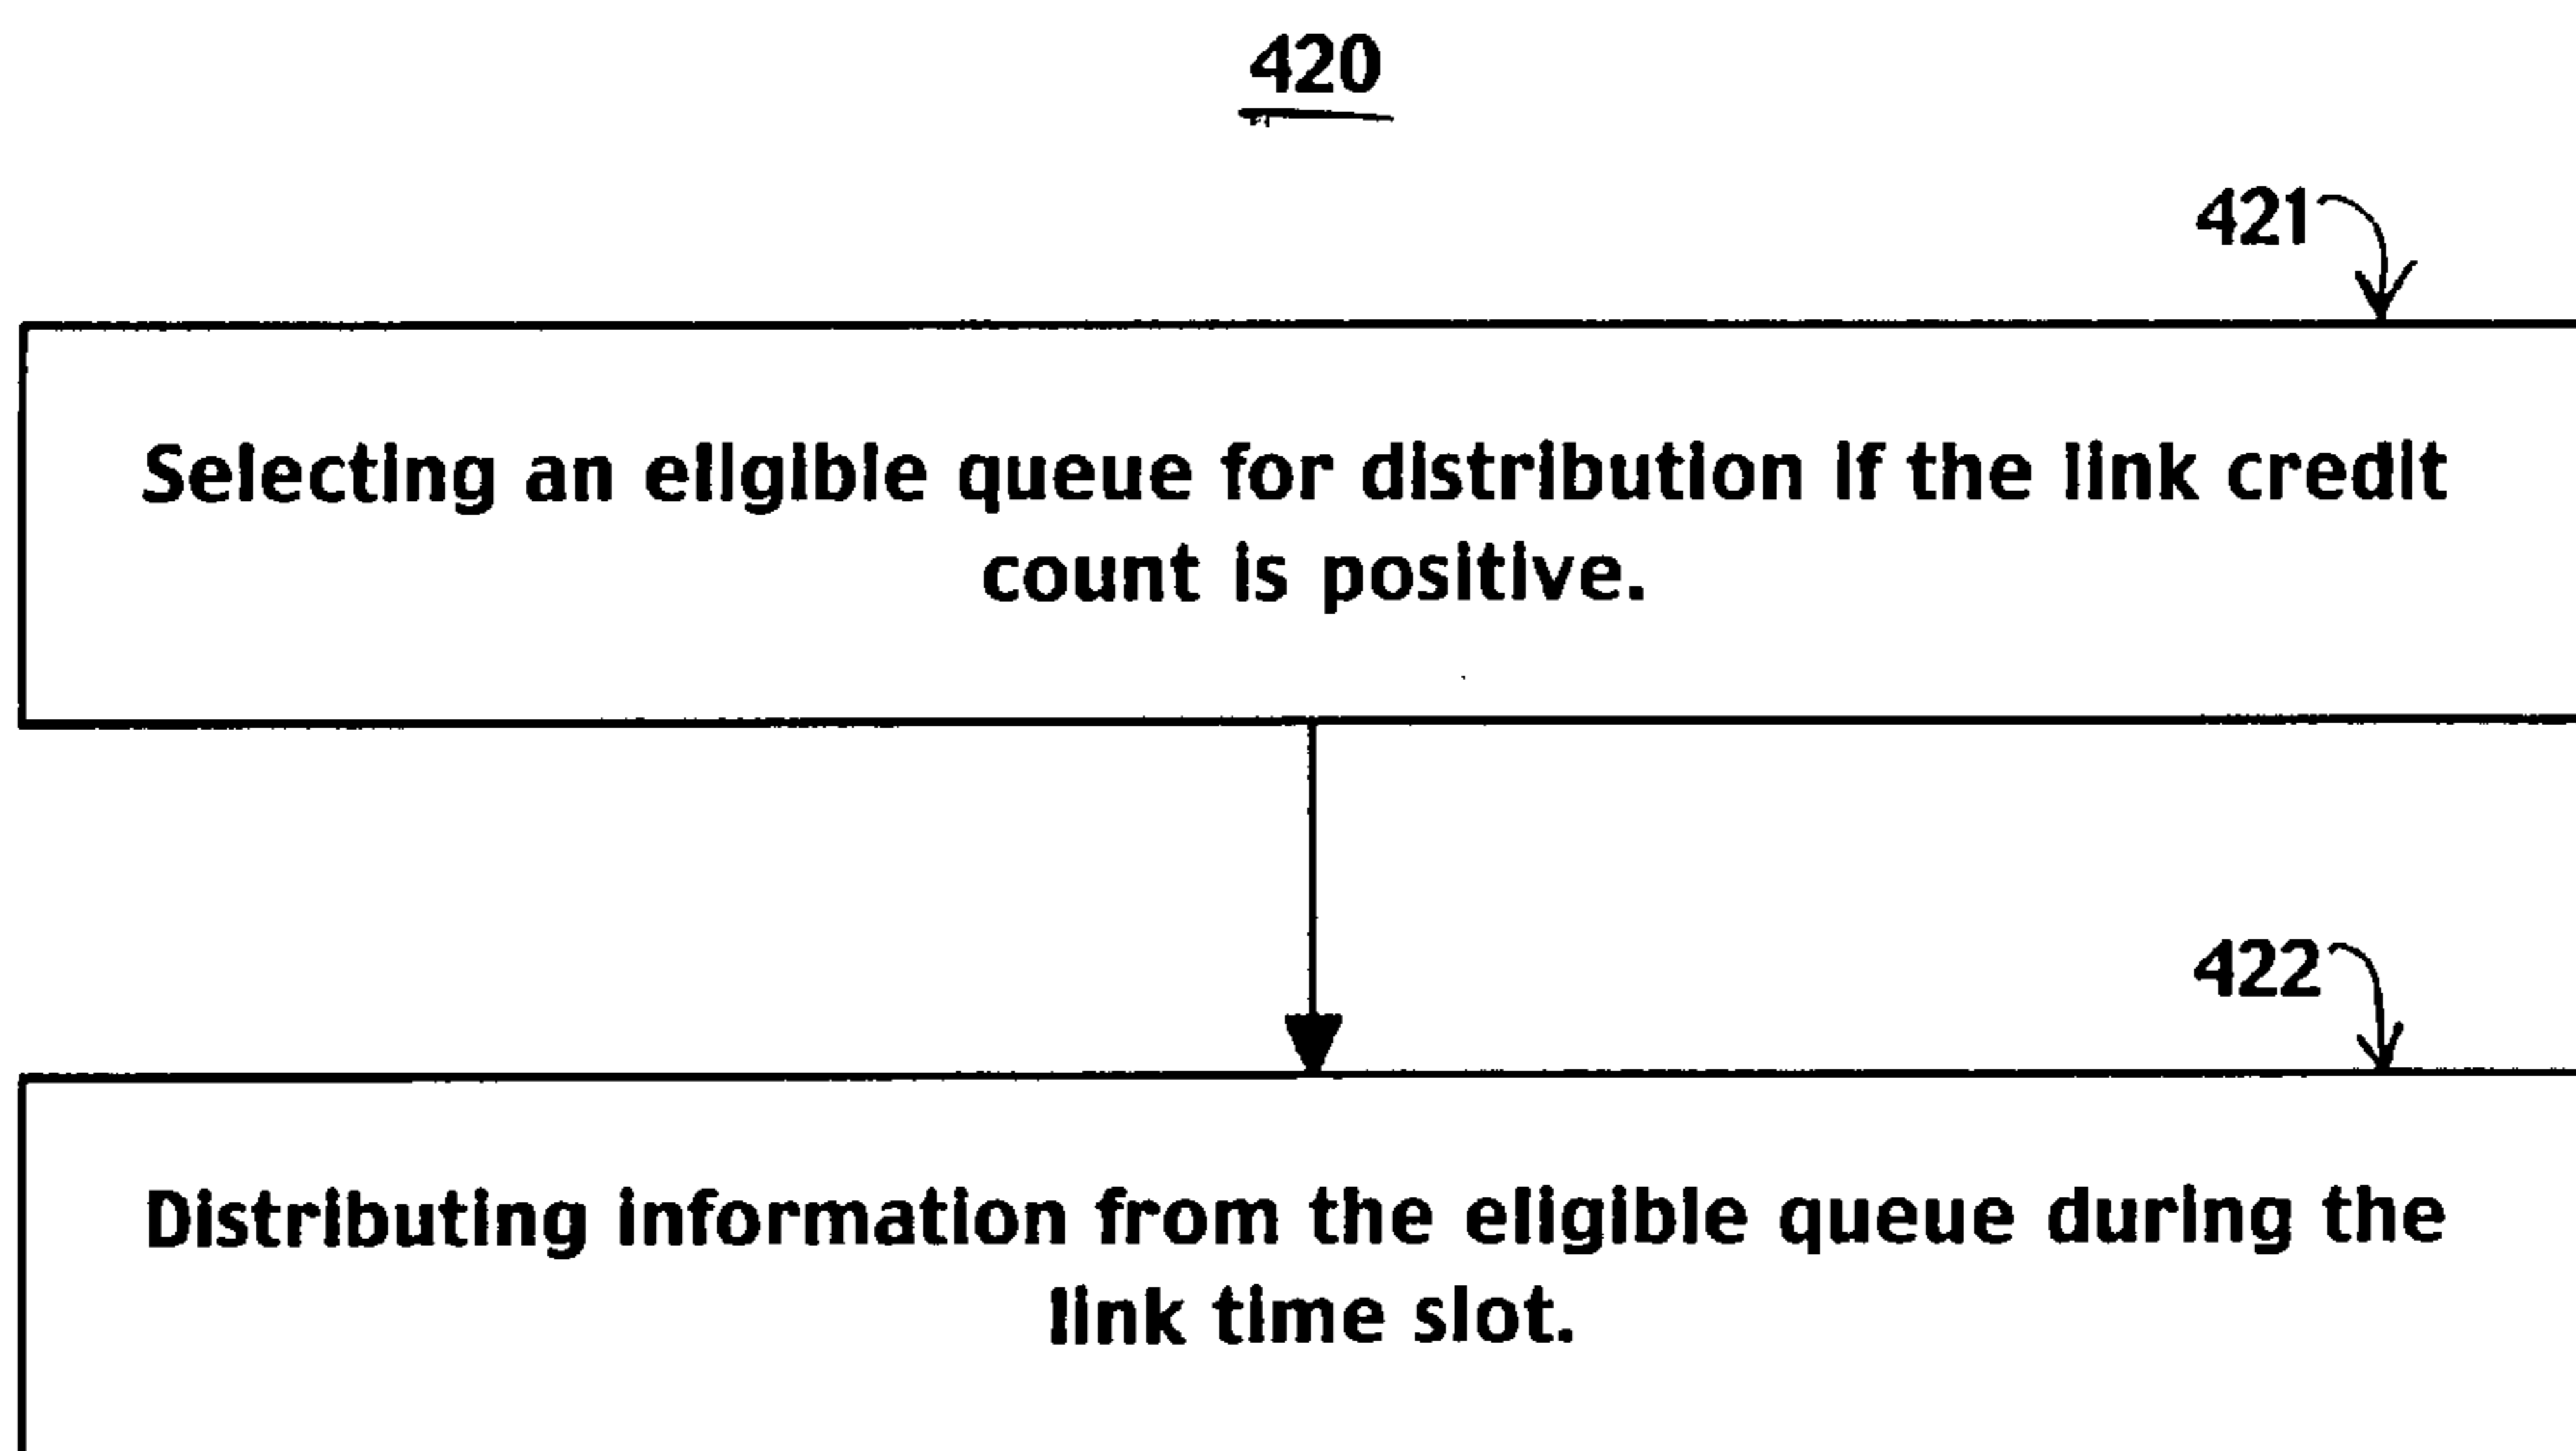 420
421
Selecting an eligible queue for distribution if the link credit
count is positive.
422
Distributing information from the eligible queue during the
link time slot.